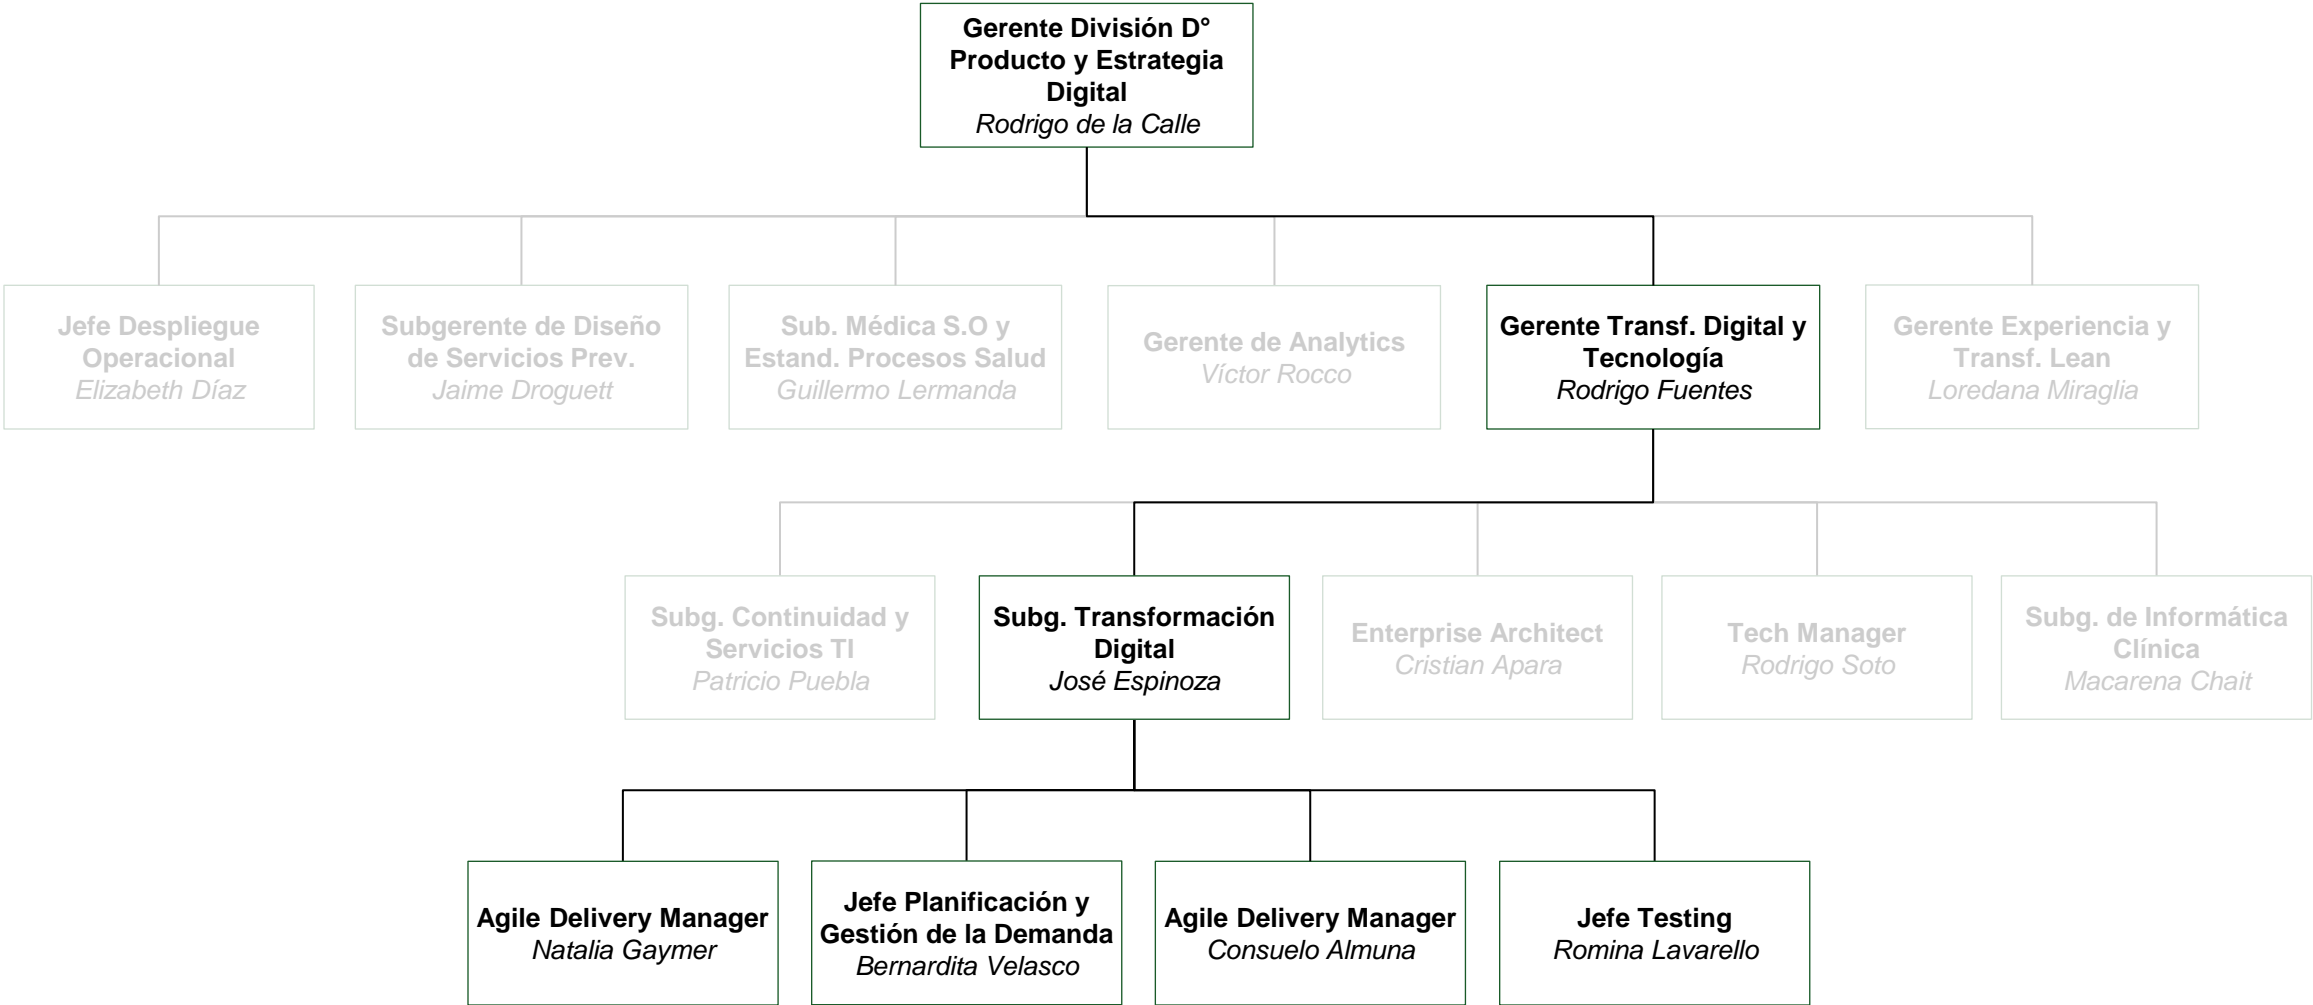 Gerente División D°
Producto y Estrategia
Digital
Rodrigo de la Calle
Jefe Despliegue
Operacional
Elizabeth Díaz
Subgerente de Diseño
de Servicios Prev.
Jaime Droguett
Sub. Médica S.O y
Estand. Procesos Salud
Guillermo Lermanda
Gerente de Analytics
Víctor Rocco
Gerente Transf. Digital y
Tecnología
Rodrigo Fuentes
Gerente Experiencia y
Transf. Lean
Loredana Miraglia
Subg. Continuidad y
Servicios TI
Patricio Puebla
Subg. Transformación
Digital
José Espinoza
Enterprise Architect
Cristian Apara
Tech Manager
Rodrigo Soto
Subg. de Informática
Clínica
Macarena Chait
Agile Delivery Manager
Natalia Gaymer
Jefe Planificación y
Gestión de la Demanda
Bernardita Velasco
Agile Delivery Manager
Consuelo Almuna
Jefe Testing
Romina Lavarello